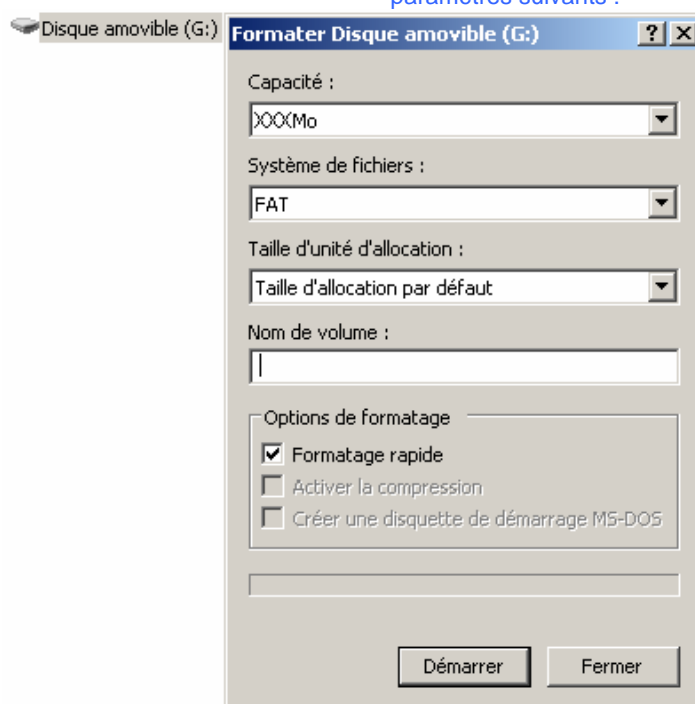 paramètres suivants :
Disque amovible (G:)
Formater Disque amovible (G:)
Capacité :
XXXMo
Système de fichiers :
FAT
Taille d'unité d'allocation :
Taille d'allocation par défaut
Nom de volume :
Options de formatage
Formatage rapide
Activer la compression
Créer une disquette de démarrage MS-DOS
Démarrer
Fermer